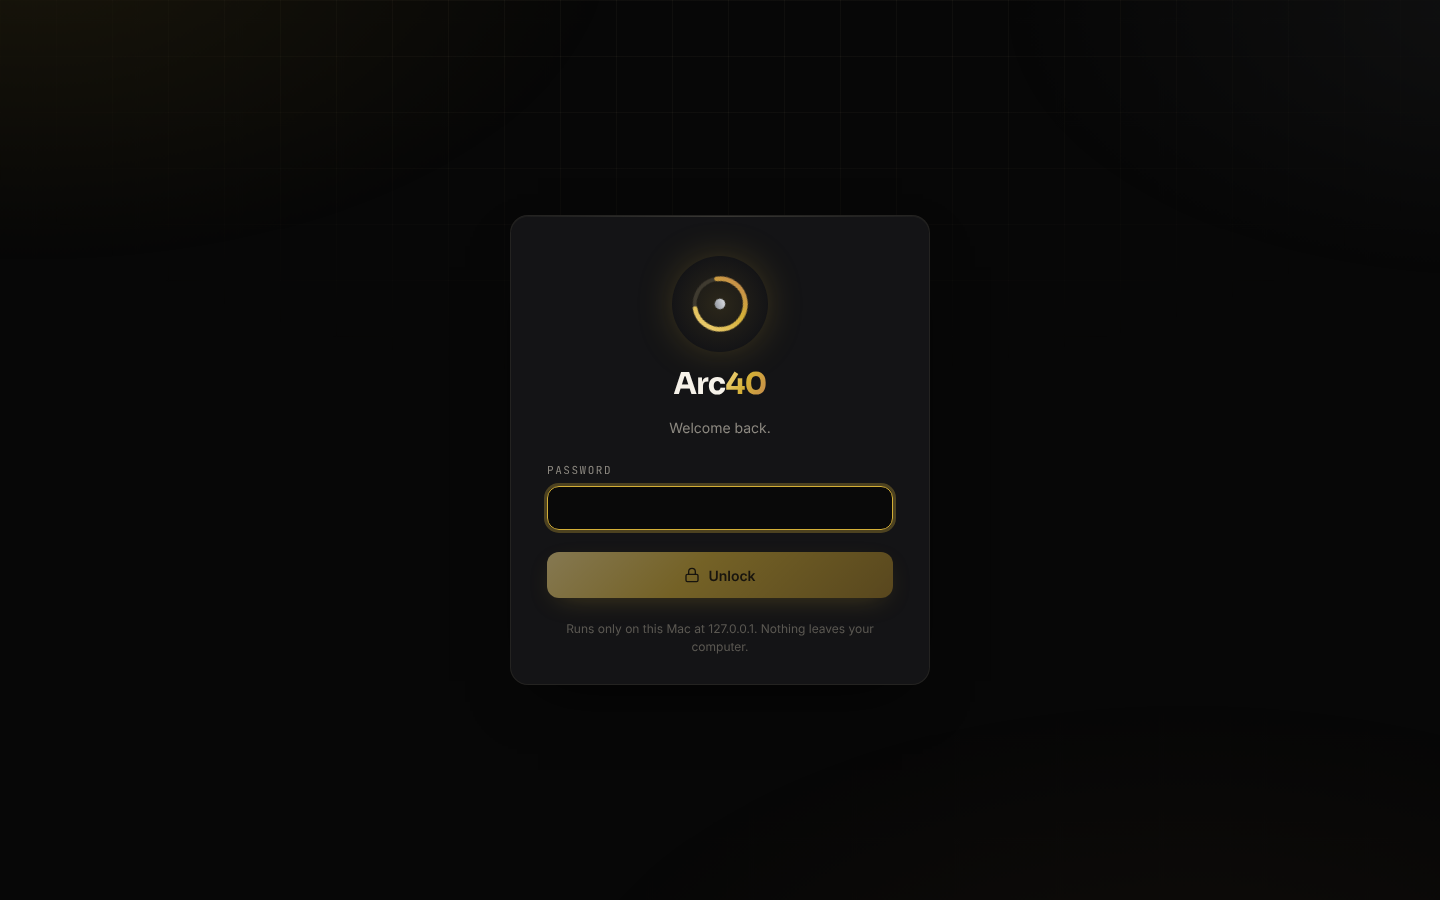 Arc40
Welcome back.
PASSWORD
Unlock
Runs only on this Mac at 127.0.0.1. Nothing leaves your
computer.